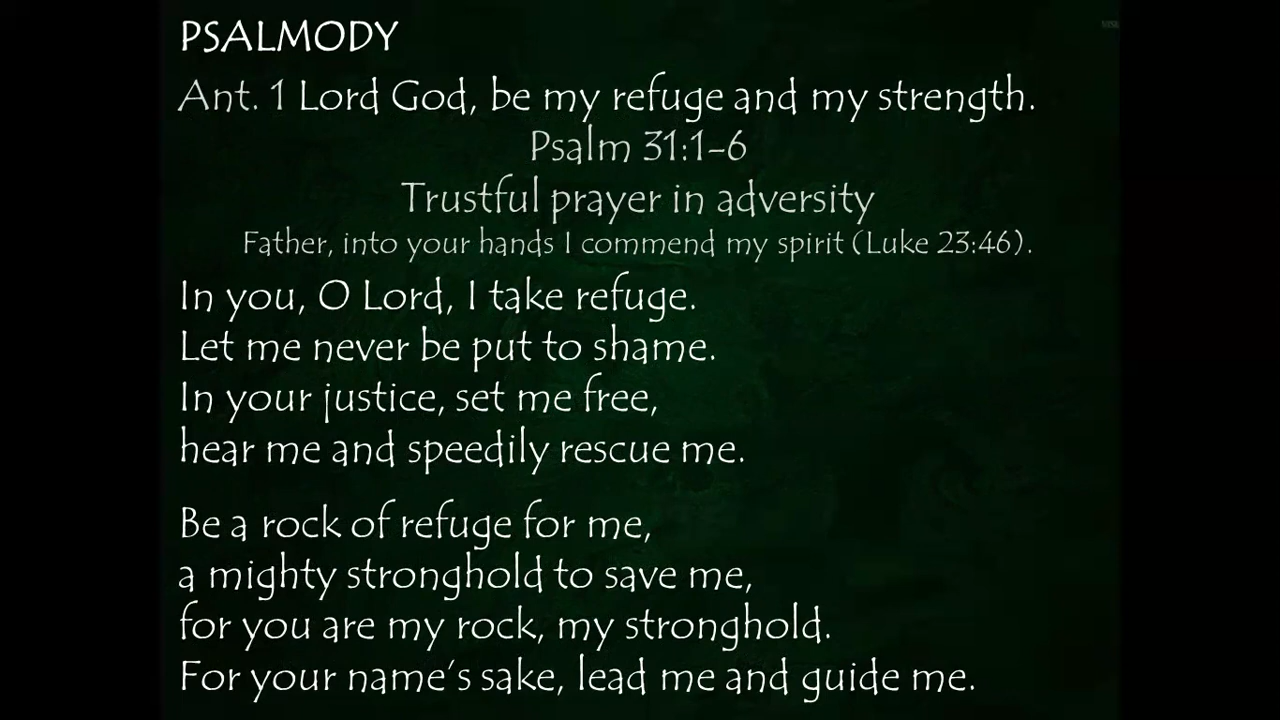 PSALMODY
Ant. 1 Lord God, be my refuge and my strength.
Psalm 31:1-6
Trustful prayer in adversity
Father, into your hands I commend my spirit (Luke 23:46).
In you, O Lord, I take refuge.
Let me never be put to shame.
In your justice, set me free,
hear me and speedily rescue me.
Be a rock of refuge for me,
a mighty stronghold to save me,
for you are my rock, my stronghold.
For your name's sake, lead me and guide me.